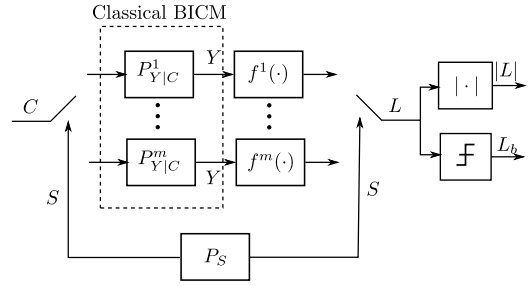 Classical BICM
C
P^1_{Y|C}
Y
f^1(·)
L
|·|
|L|
P^m_{Y|C}
Y
f^m(·)
L_b
S
S
P_S